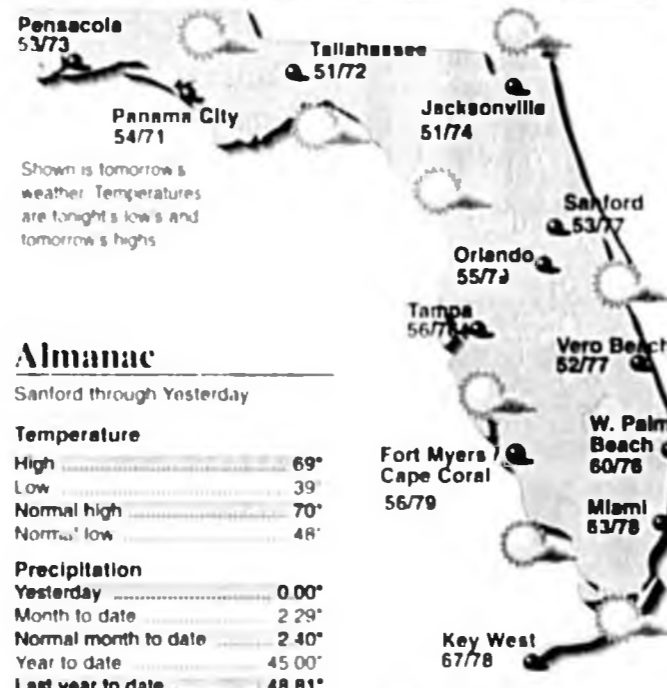 Pensacola
53/73
Tallahassee
51/72
Panama City
54/71
Jacksonville
51/74
Shown is tomorrow's
weather. Temperatures
are tonight's lows and
tomorrow's highs
Sanford
53/77
Orlando
Tampa
Vero Beach
52/77
W. Palm
Beach
60/76
Fort Myers /
Cape Coral
56/79
Miami
63/78
Key West
67/78
Almanac
Sanford through Yesterday
Temperature
High 69°
Low 39°
Normal high 70°
Normal low 48°
Precipitation
Yesterday 0.00"
Month to date 2.29"
Normal month to date 2.40"
Year to date 45.00"
Last year to date 48.81"